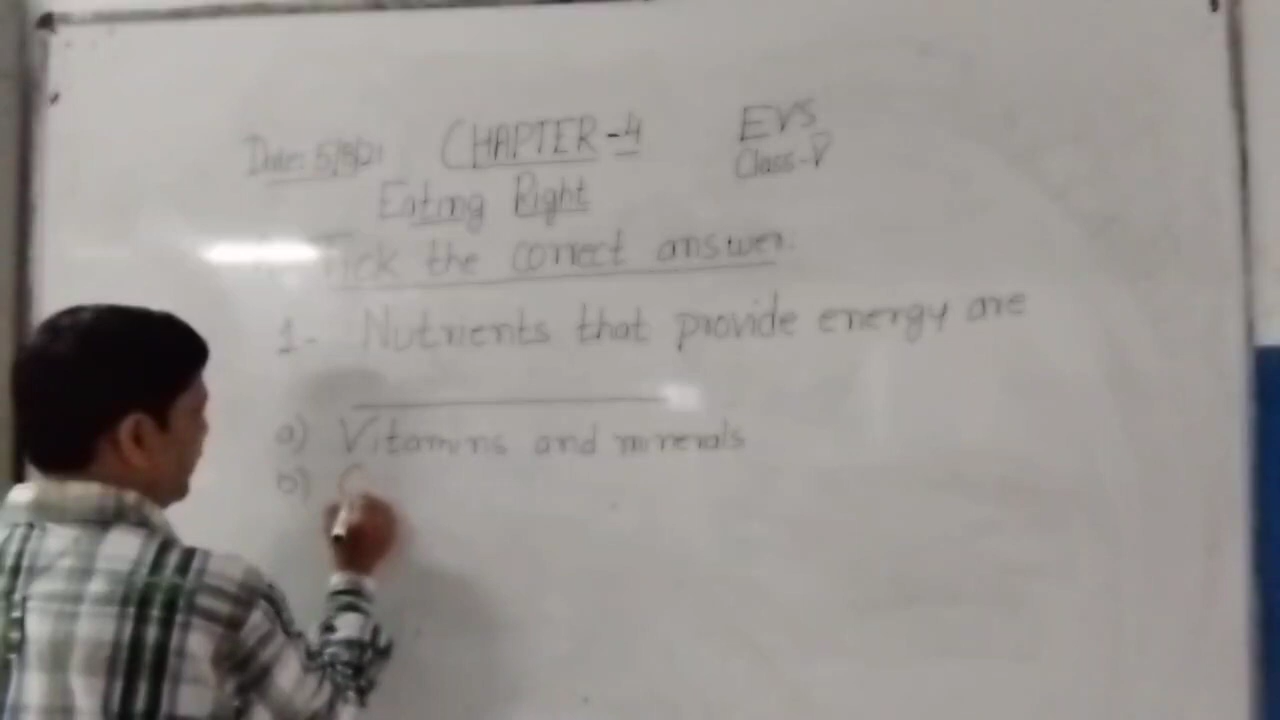 Date: 5/8/21 CHAPTER-4 EVS
Class-V
Eating Right
Tick the correct answer.
1- Nutrients that provide energy are
a) Vitamins and minerals
b) C